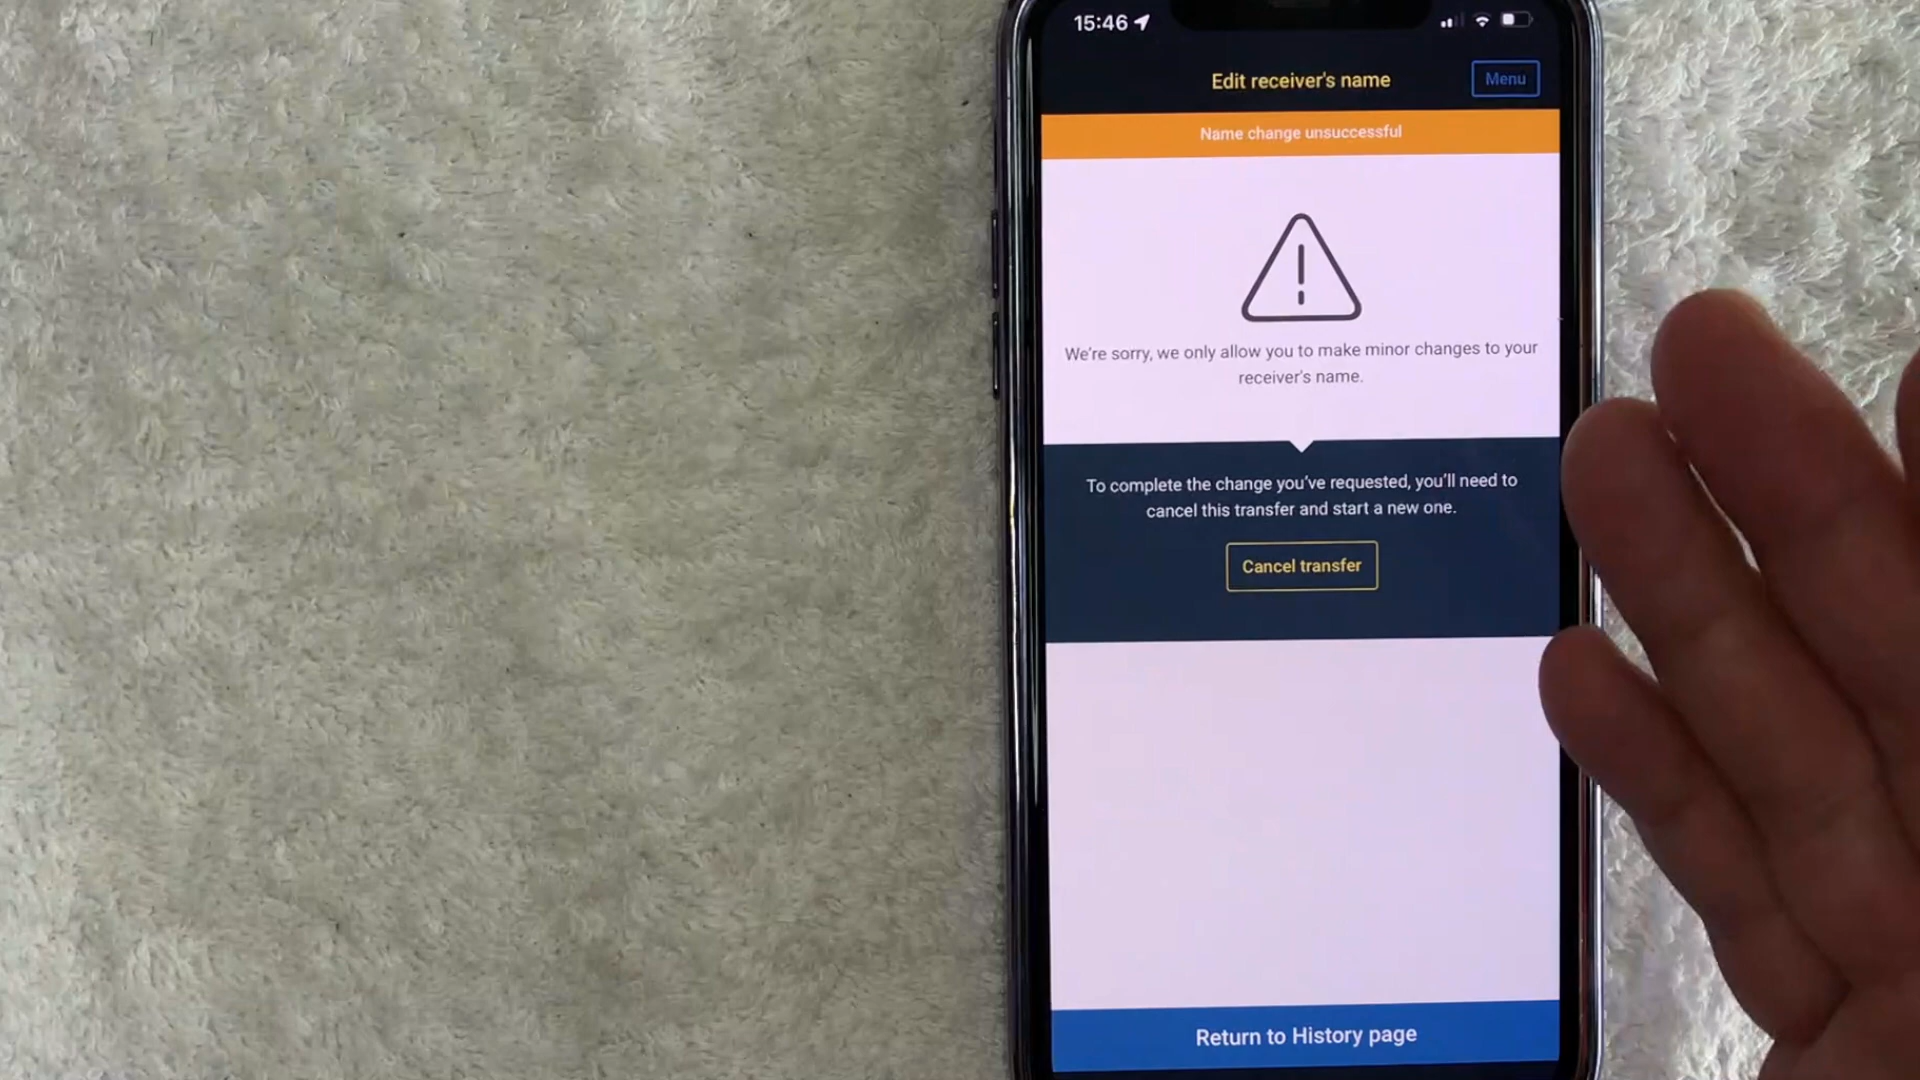 15:46
Edit receiver's name
Menu
Name change unsuccessful
We're sorry, we only allow you to make minor changes to your
receiver's name.
To complete the change you've requested, you'll need to
cancel this transfer and start a new one.
Cancel transfer
Return to History page